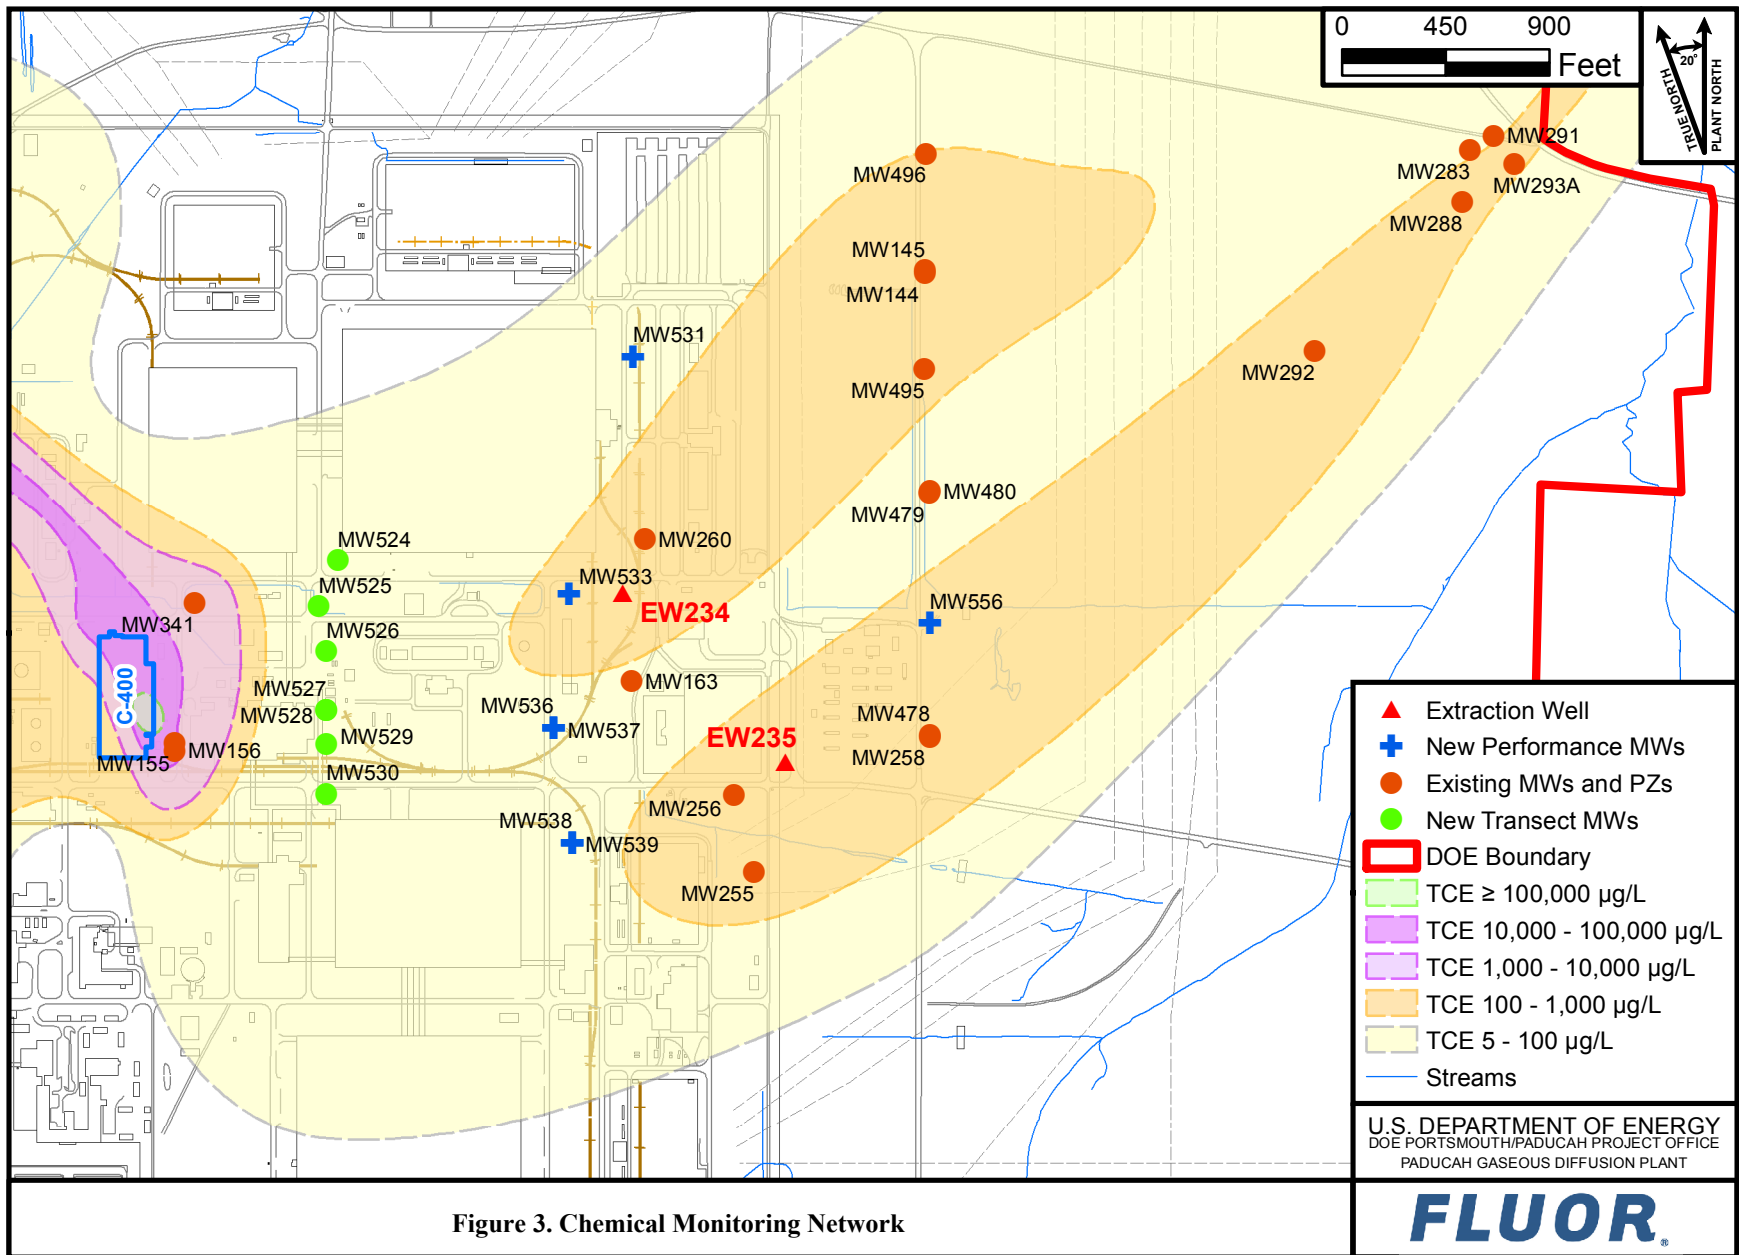 0 450 900
Feet
20°
TRUE NORTH
PLANT NORTH
MW291
MW283
MW293A
MW288
MW496
MW145
MW144
MW531
MW292
MW495
MW480
MW479
MW524
MW260
MW525
MW533
EW234
MW556
MW341
MW526
C-400
MW527
MW163
MW528
MW536
MW537
MW478
EW235
MW529
MW156
MW155
MW258
MW530
MW256
MW538
MW539
MW255
Extraction Well
New Performance MWs
Existing MWs and PZs
New Transect MWs
DOE Boundary
TCE ≥ 100,000 µg/L
TCE 10,000 - 100,000 µg/L
TCE 1,000 - 10,000 µg/L
TCE 100 - 1,000 µg/L
TCE 5 - 100 µg/L
Streams
U.S. DEPARTMENT OF ENERGY
DOE PORTSMOUTH/PADUCAH PROJECT OFFICE
PADUCAH GASEOUS DIFFUSION PLANT
Figure 3. Chemical Monitoring Network
FLUOR®